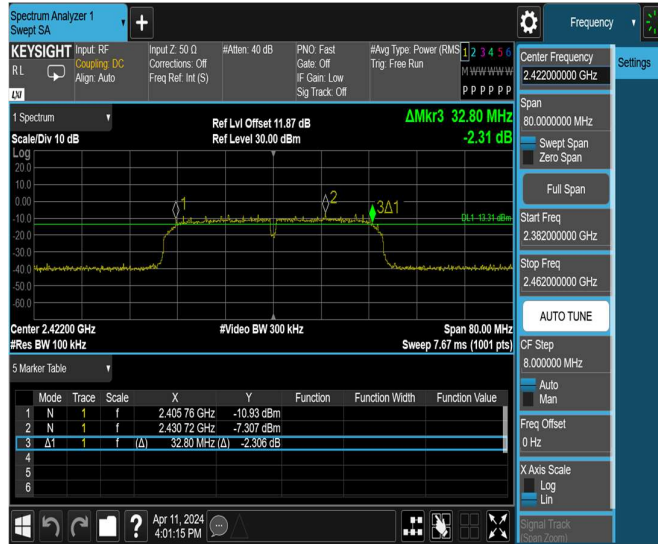 Spectrum Analyzer 1
Swept SA
+
Frequency
KEYSIGHT
Input: RF
Coupling: DC
Align: Auto
Input Z: 50 Ω
Corrections: Off
Freq Ref: Int (S)
#Atten: 40 dB
PNO: Fast
Gate: Off
IF Gain: Low
Sig Track: Off
#Avg Type: Power (RMS
Trig: Free Run
1 2 3 4 5 6
M W W W W W
P P P P P P
R L
LXI
Center Frequency
2.422000000 GHz
Settings
Span
80.0000000 MHz
Swept Span
Zero Span
Full Span
Start Freq
2.382000000 GHz
Stop Freq
2.462000000 GHz
AUTO TUNE
CF Step
8.000000 MHz
Auto
Man
Freq Offset
0 Hz
X Axis Scale
Log
Lin
Signal Track
(Span Zoom)
1 Spectrum
Scale/Div 10 dB
Ref Lvl Offset 11.87 dB
Ref Level 30.00 dBm
ΔMkr3 32.80 MHz
-2.31 dB
Log
20.0
10.0
0.00
-10.0
-20.0
-30.0
-40.0
-50.0
-60.0
1
2
3Δ1
DL1 -13.31 dBm
Center 2.42200 GHz
#Video BW 300 kHz
Span 80.00 MHz
#Res BW 100 kHz
Sweep 7.67 ms (1001 pts)
5 Marker Table
Mode Trace Scale X Y Function Function Width Function Value
1 N 1 f 2.405 76 GHz -10.93 dBm
2 N 1 f 2.430 72 GHz -7.307 dBm
3 Δ1 1 f (Δ) 32.80 MHz (Δ) -2.306 dB
4
5
6
?
Apr 11, 2024
4:01:15 PM